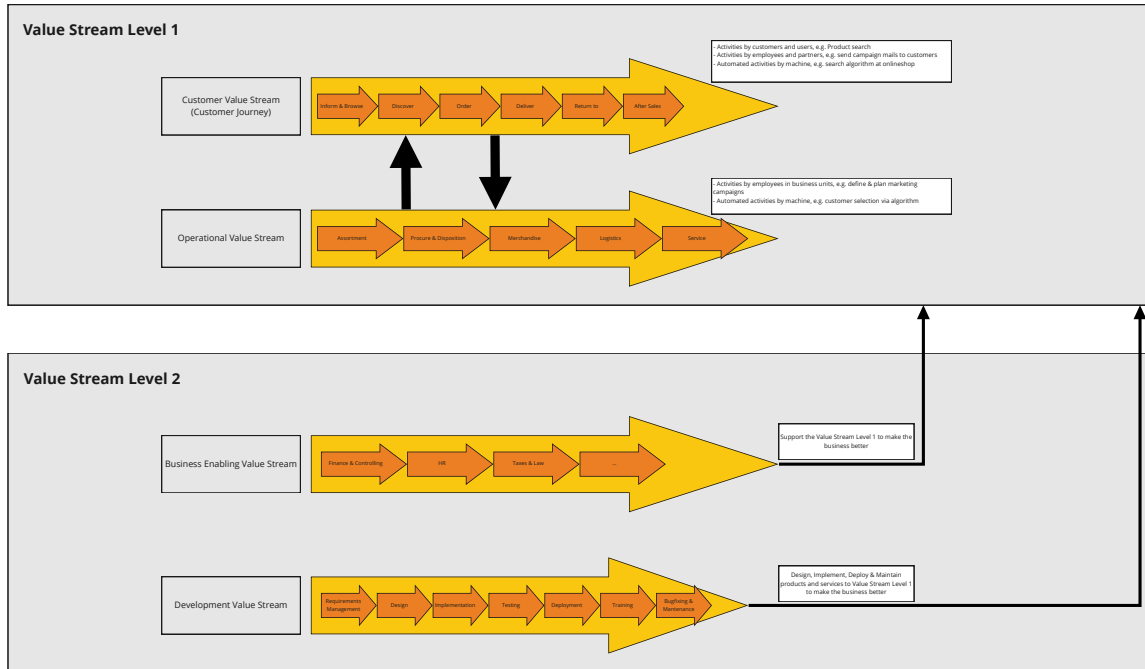 Value Stream Level 1
- Activities by customers and users, e.g. Product search
- Activities by employees and partners, e.g. send campaign mails to customers
- Automated activities by machine, e.g. search algorithm at onlineshop
Customer Value Stream
(Customer Journey)
Inform & Browse
Discover
Order
Deliver
Return to
After Sales
- Activities by employees in business units, e.g. define & plan marketing
campaigns
- Automated activities by machine, e.g. customer selection via algorithm
Operational Value Stream
Assortment
Procure & Disposition
Merchandise
Logistics
Service
Value Stream Level 2
Business Enabling Value Stream
Finance & Controlling
HR
Taxes & Law
...
Support the Value Stream Level 1 to make the
business better
Development Value Stream
Requirements
Management
Design
Implementation
Testing
Deployment
Training
Bugfixing &
Mantenance
Design, Implement, Deploy & Maintain
products and services to Value Stream Level 1
to make the business better